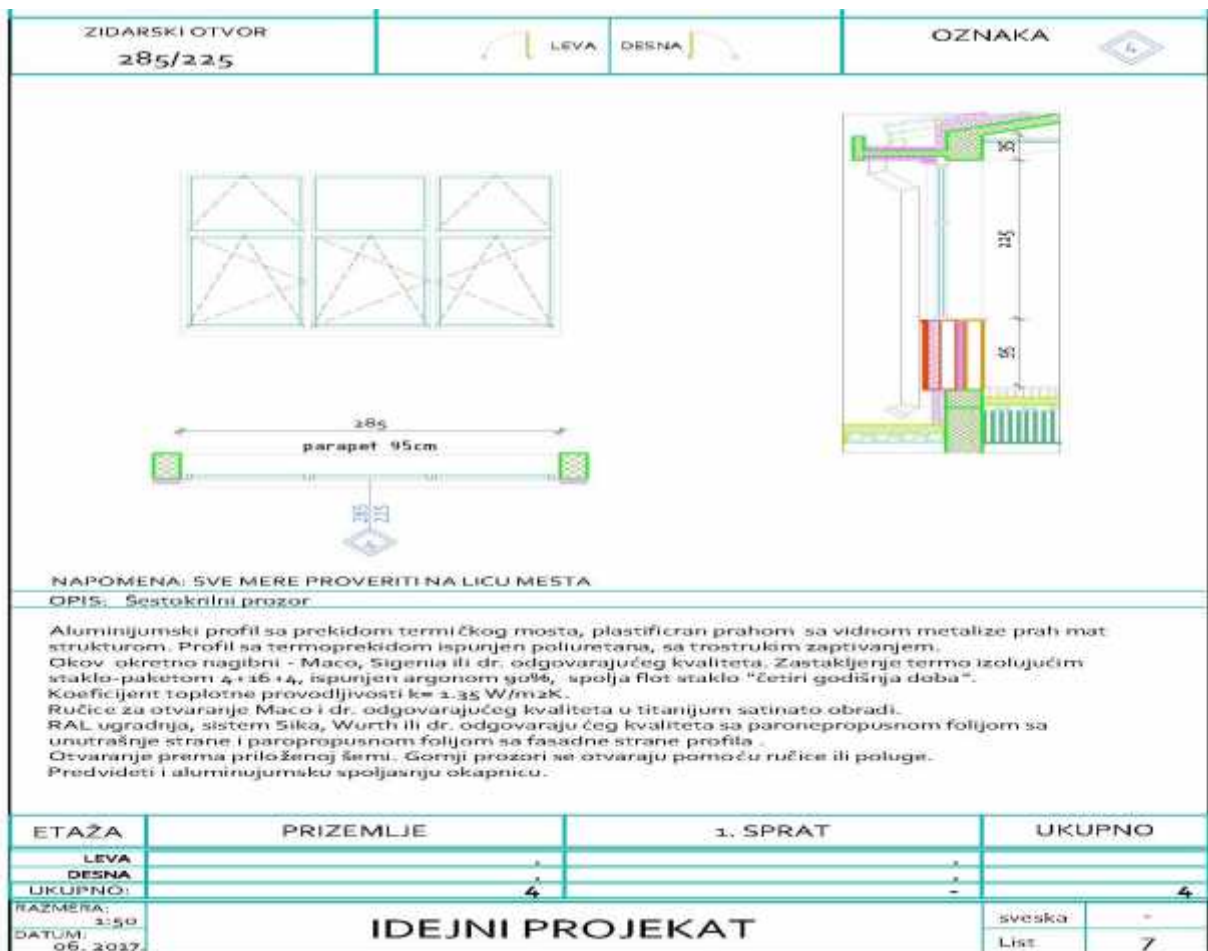 ZIDARSKI OTVOR
285/225
LEVA
DESNA
OZNAKA
4
35
225
95
285
parapet 95cm
285
225
4
NAPOMENA: SVE MERE PROVERITI NA LICU MESTA
OPIS: Šestokrilni prozor
Aluminijumski profil sa prekidom termičkog mosta, plastificran prahom sa vidnom metalize prah mat
strukturom. Profil sa termoprekidom ispunjen poliuretana, sa trostrukim zaptivanjem.
Okov okretno nagibni - Maco, Sigenia ili dr. odgovarajućeg kvaliteta. Zastakljenje termo izolujućim
staklo-paketom 4+16+4, ispunjen argonom 90%, spolja flot staklo "četiri godišnja doba".
Koeficijent toplotne provodljivosti k= 1.35 W/m2K.
Ručice za otvaranje Maco i dr. odgovarajućeg kvaliteta u titanijum satinato obradi.
RAL ugradnja, sistem Sika, Wurth ili dr. odgovaraju ćeg kvaliteta sa paronepropusnom folijom sa
unutrašnje strane i paropropusnom folijom sa fasadne strane profila .
Otvaranje prema priloženoj šemi. Gornji prozori se otvaraju pomoću ručice ili poluge.
Predvideti i aluminujumsku spoljasnju okapnicu.
ETAŽA PRIZEMLJE 1. SPRAT UKUPNO
LEVA , ,
DESNA , ,
UKUPNO: 4 - 4
RAZMERA:
1:50
DATUM:
06. 2017.
IDEJNI PROJEKAT
sveska -
List 7